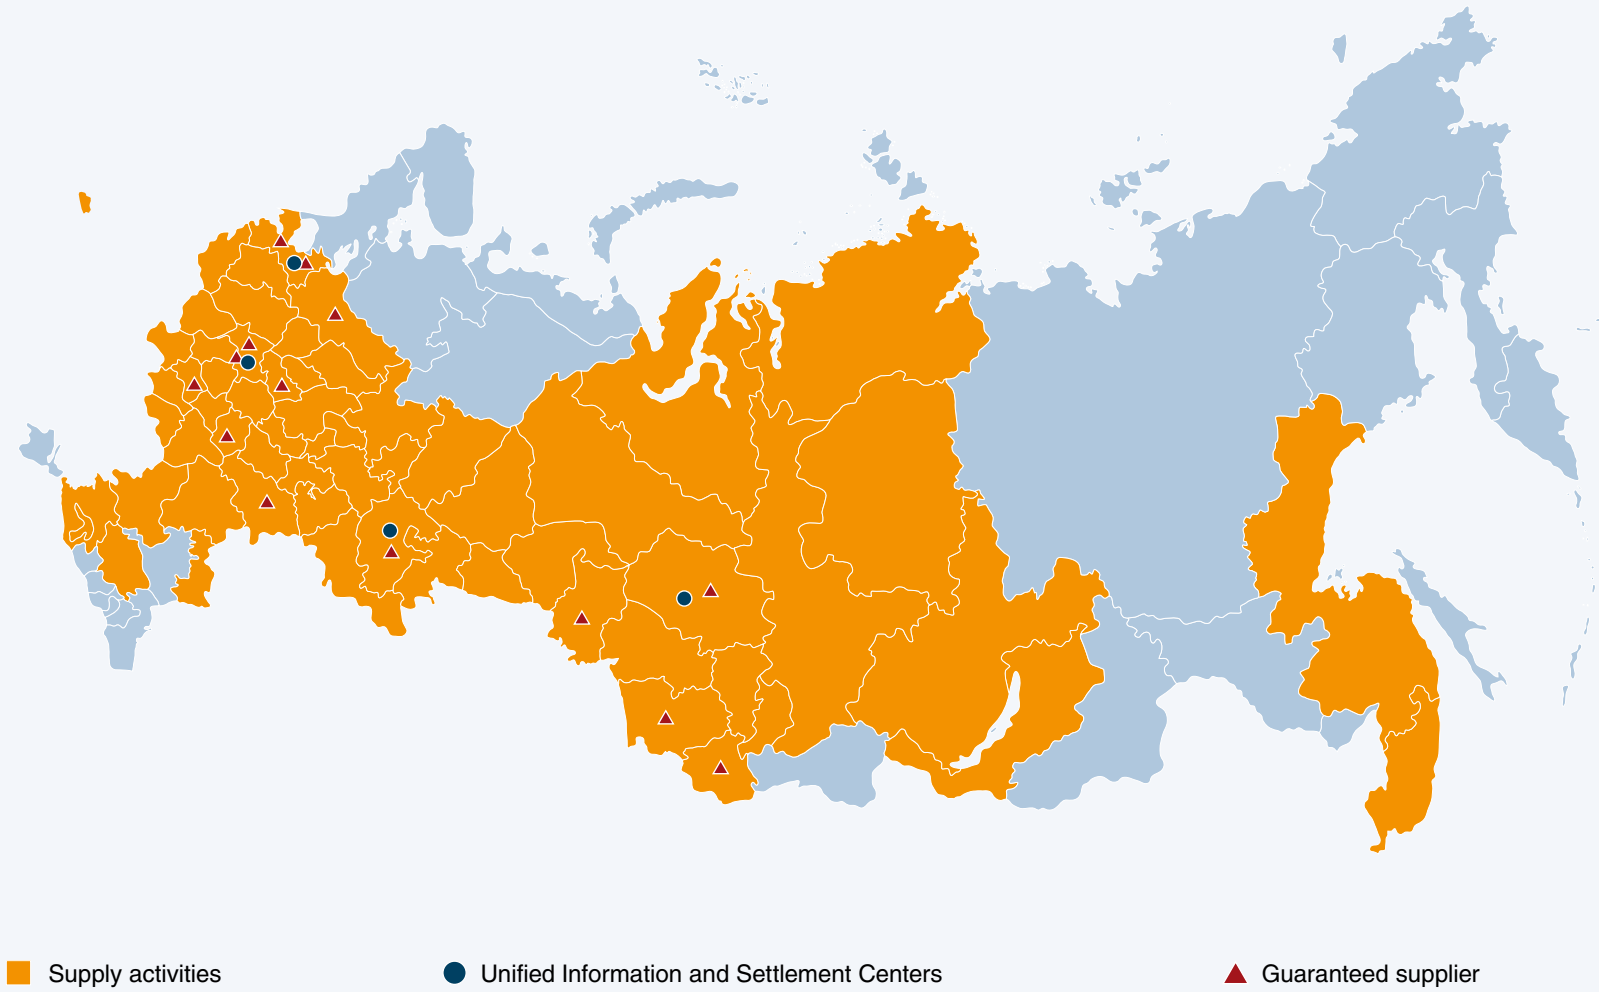 Supply activities
Unified Information and Settlement Centers
Guaranteed supplier